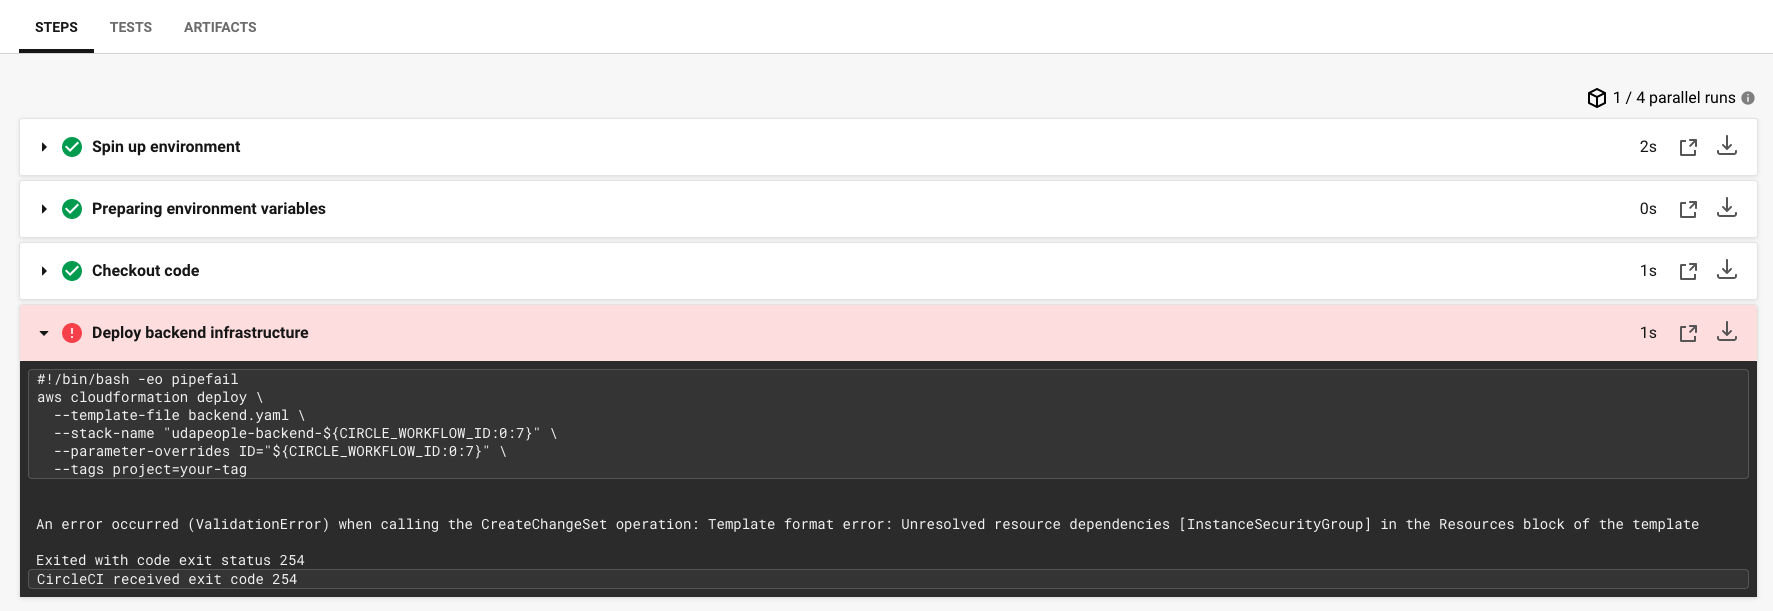 STEPS TESTS ARTIFACTS
1 / 4 parallel runs
Spin up environment 2s
Preparing environment variables 0s
Checkout code 1s
Deploy backend infrastructure 1s
#!/bin/bash -eo pipefail
aws cloudformation deploy \
  --template-file backend.yaml \
  --stack-name "udapeople-backend-${CIRCLE_WORKFLOW_ID:0:7}" \
  --parameter-overrides ID="${CIRCLE_WORKFLOW_ID:0:7}" \
  --tags project=your-tag
An error occurred (ValidationError) when calling the CreateChangeSet operation: Template format error: Unresolved resource dependencies [InstanceSecurityGroup] in the Resources block of the template
Exited with code exit status 254
CircleCI received exit code 254